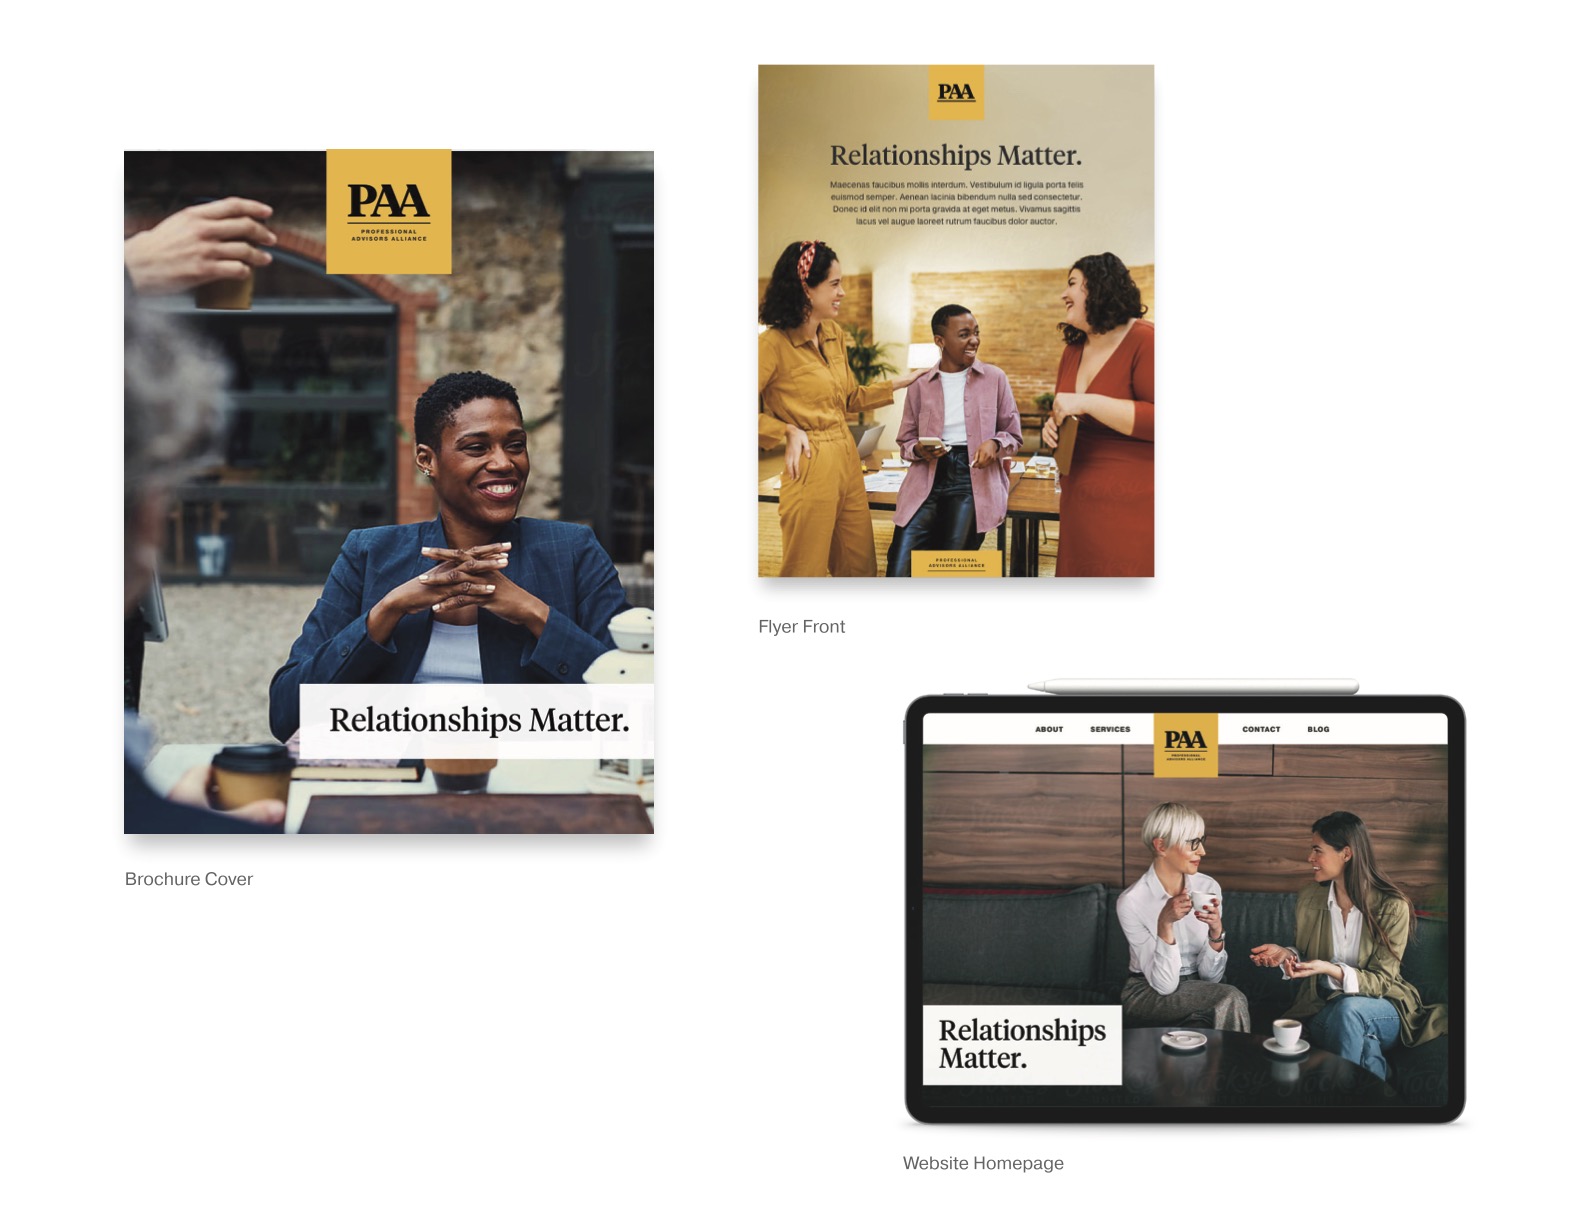 PAA
PROFESSIONAL
ADVISORS ALLIANCE
Relationships Matter.
Brochure Cover
PAA
Relationships Matter.
Maecenas faucibus mollis interdum. Vestibulum id ligula porta felis
euismod semper. Aenean lacinia bibendum nulla sed consectetur.
Donec id elit non mi porta gravida at eget metus. Vivamus sagittis
lacus vel augue laoreet rutrum faucibus dolor auctor.
PROFESSIONAL
ADVISORS ALLIANCE
Flyer Front
ABOUT SERVICES CONTACT BLOG
PAA
PROFESSIONAL
ADVISORS ALLIANCE
Relationships
Matter.
Stocksy
Website Homepage